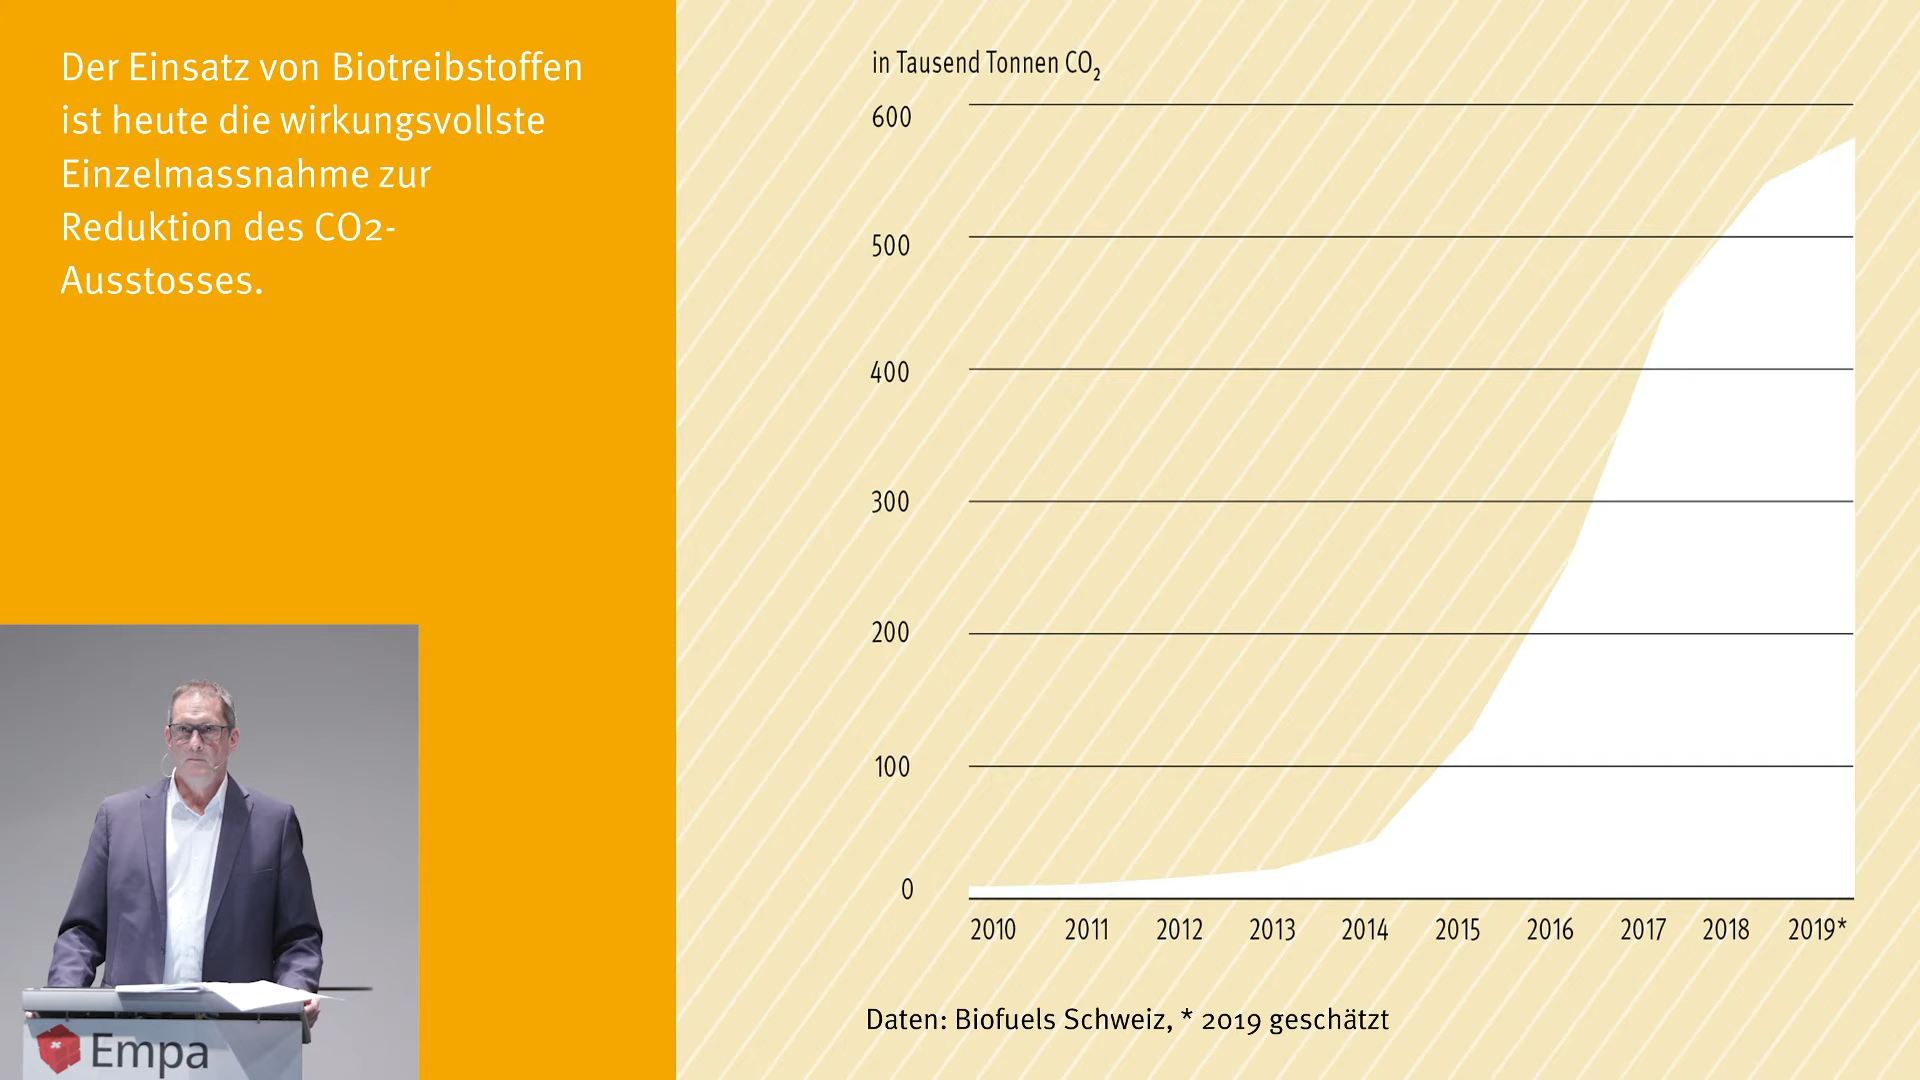 Der Einsatz von Biotreibstoffen
ist heute die wirkungsvollste
Einzelmassnahme zur
Reduktion des CO2-
Ausstosses.
in Tausend Tonnen CO₂
600
500
400
300
200
100
0
2010 2011 2012 2013 2014 2015 2016 2017 2018 2019*
Daten: Biofuels Schweiz, * 2019 geschätzt
Empa